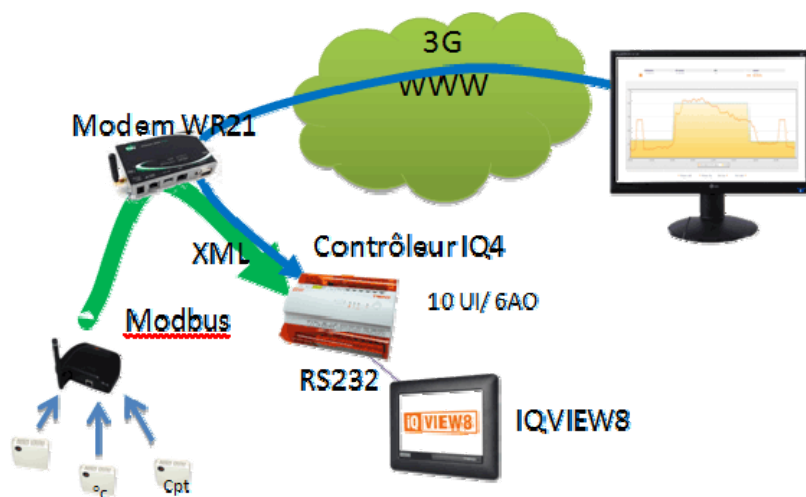 3G
WWW
Modem WR21
XML
Contrôleur IQ4
10 UI/ 6AO
Modbus
RS232
IQ VIEW8
IQVIEW8
°C
Cpt